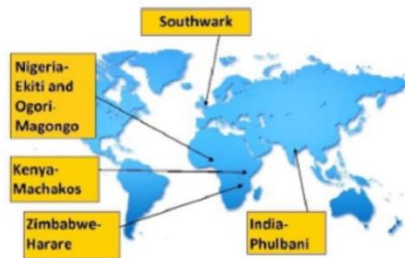 Southwark
Nigeria-
Ekiti and
Ogori-
Magongo
Kenya-
Machakos
Zimbabwe-
Harare
India-
Phulbani